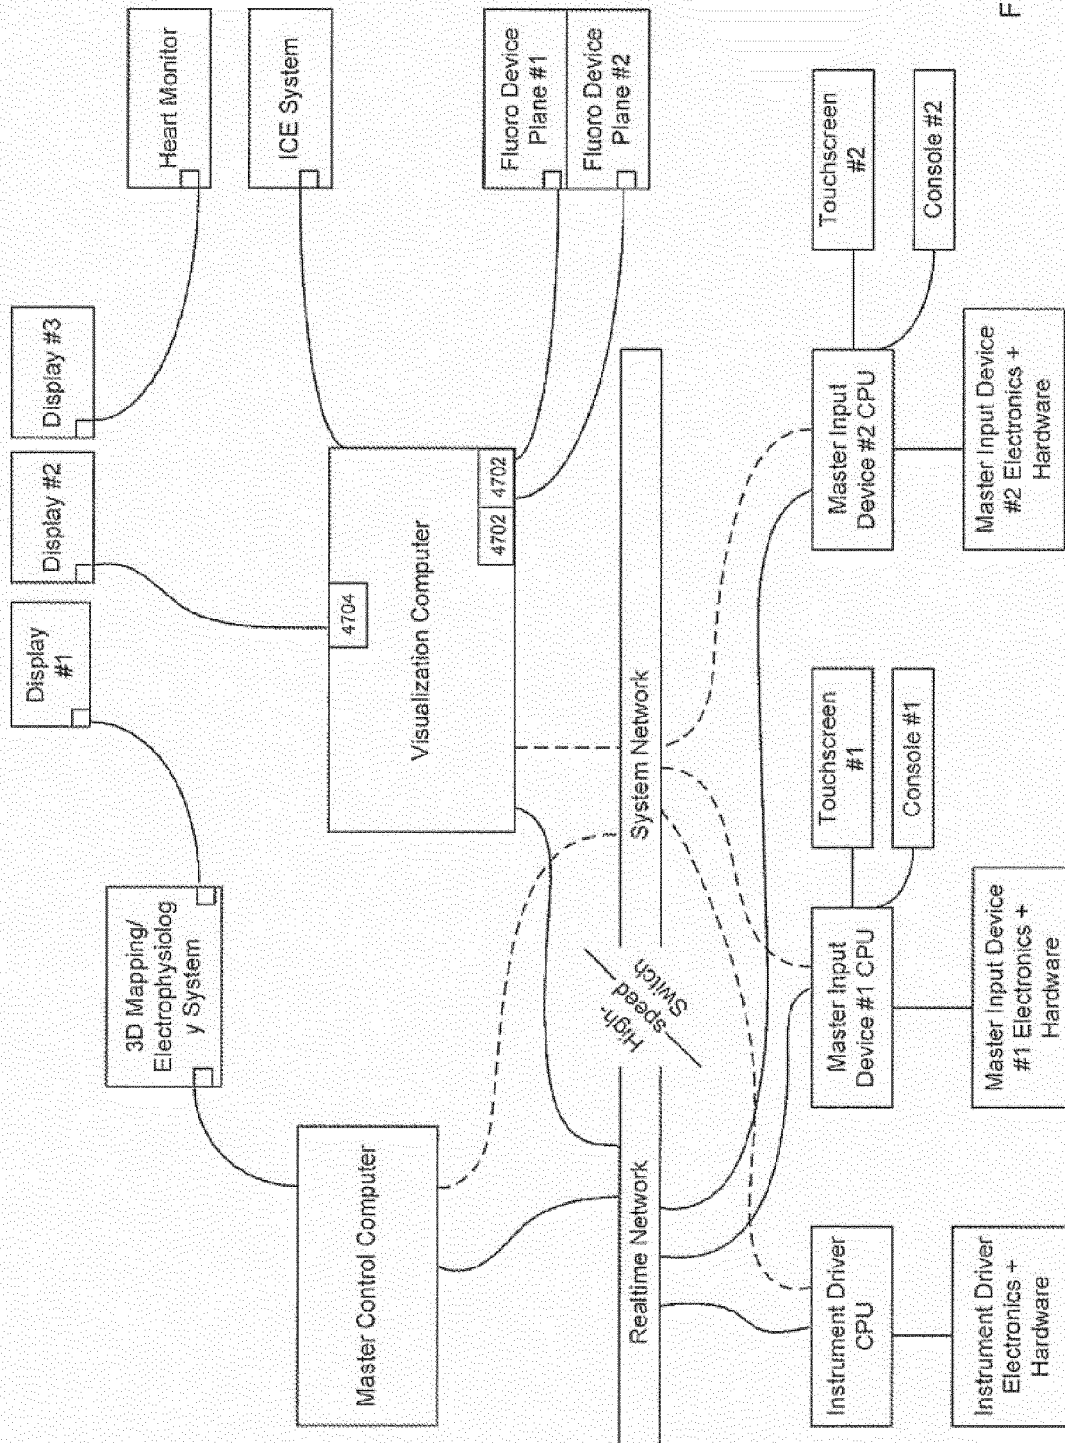 Display
#1
Display #2
Display #3
Heart Monitor
ICE System
Fluoro Device
Plane #1
Fluoro Device
Plane #2
3D Mapping/
Electrophysiolog
y System
Master Control Computer
4704
Visualization Computer
4702
4702
Realtime Network
High-
speed
Switch
System Network
Instrument Driver
CPU
Instrument Driver
Electronics +
Hardware
Master Input
Device #1 CPU
Touchscreen
#1
Console #1
Master Input Device
#1 Electronics +
Hardware
Master Input
Device #2 CPU
Touchscreen
#2
Console #2
Master Input Device
#2 Electronics +
Hardware
F